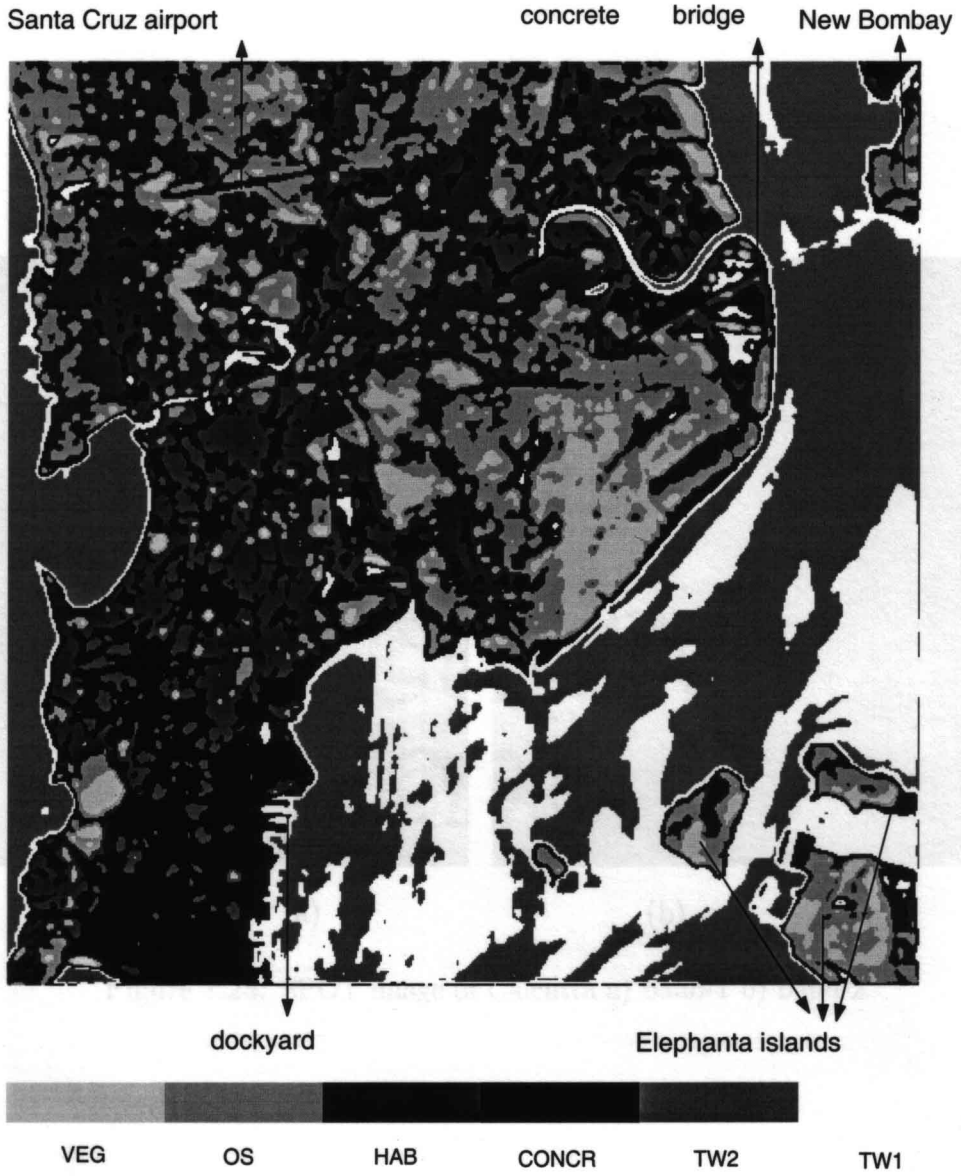 Santa Cruz airport concrete bridge New Bombay
dockyard Elephanta islands
VEG OS HAB CONCR TW2 TW1